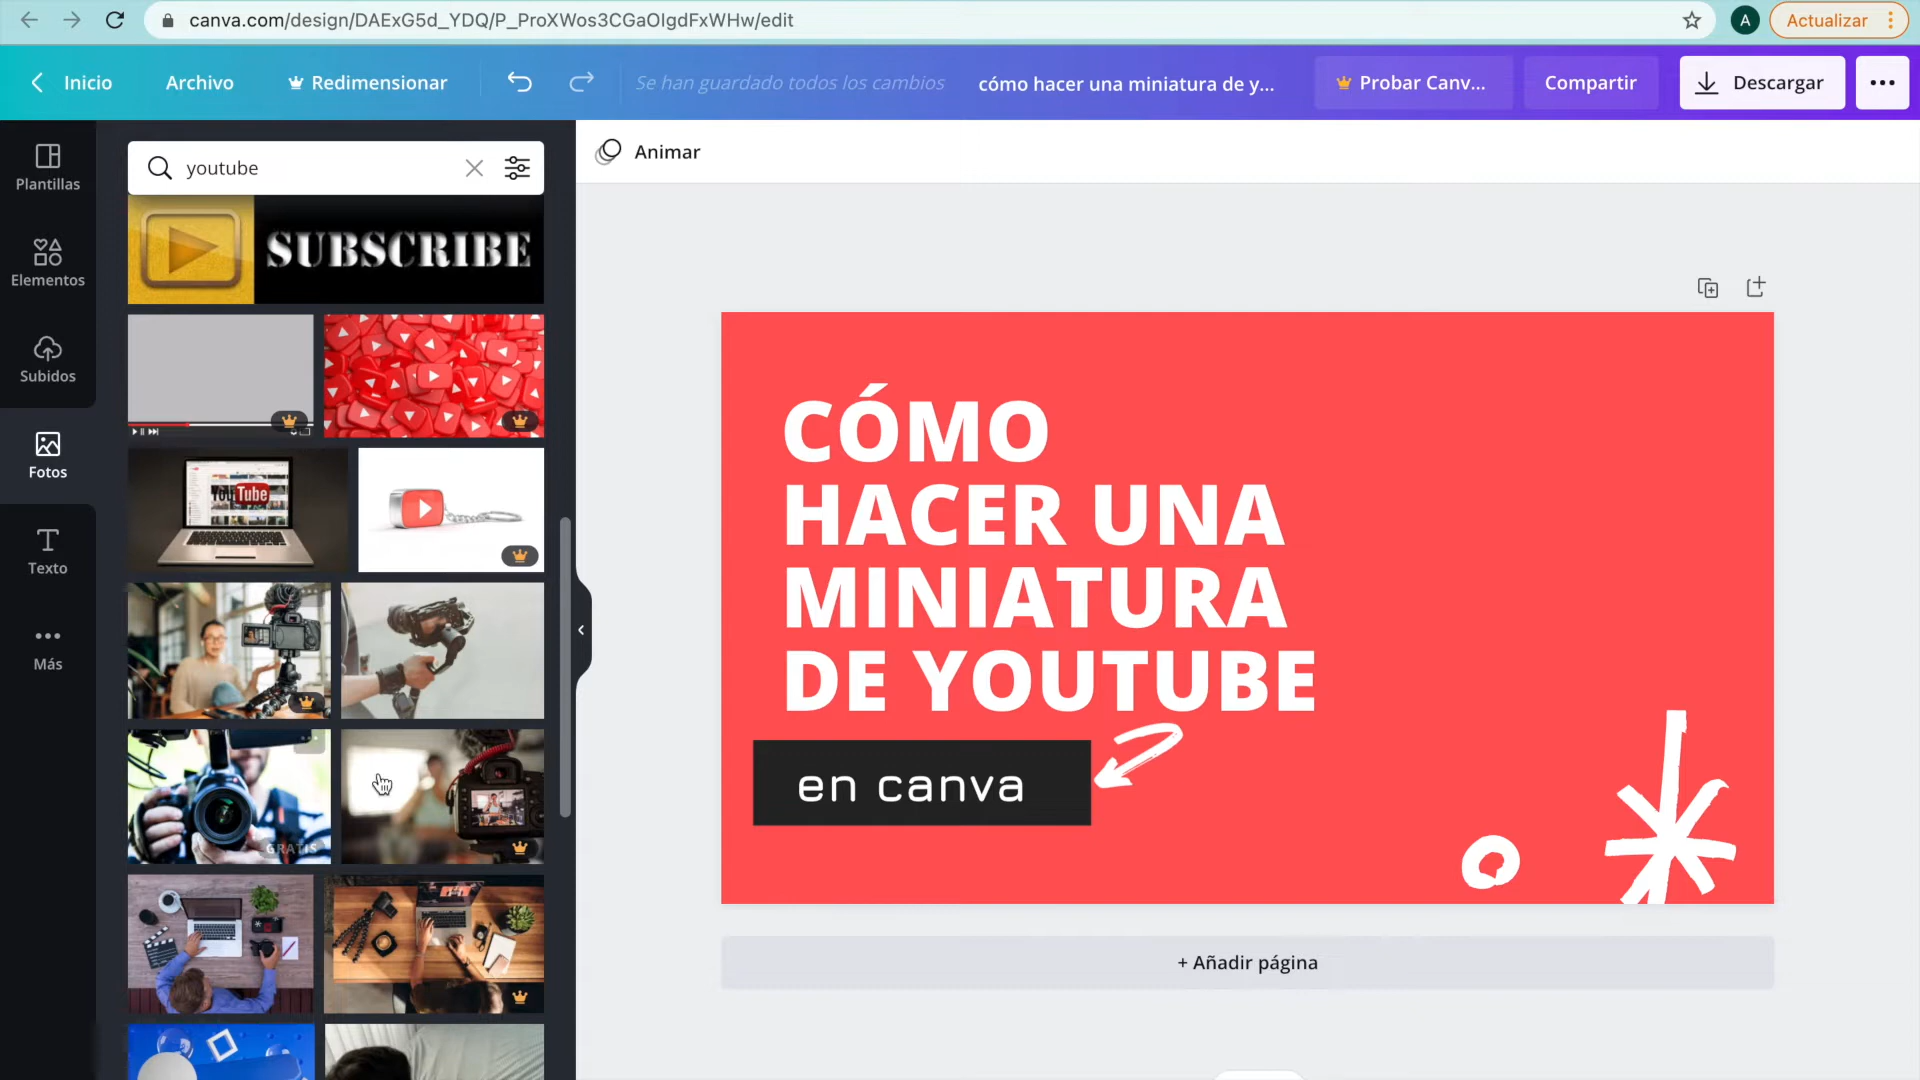 canva.com/design/DAExG5d_YDQ/P_ProXWos3CGaOlgdFxWHw/edit
A
Actualizar
Inicio
Archivo
Redimensionar
Se han guardado todos los cambios
cómo hacer una miniatura de y...
Probar Canv...
Compartir
Descargar
Plantillas
Elementos
Subidos
Fotos
Texto
Más
youtube
SUBSCRIBE
YouTube
GRATIS
Animar
CÓMO
HACER UNA
MINIATURA
DE YOUTUBE
en canva
+ Añadir página